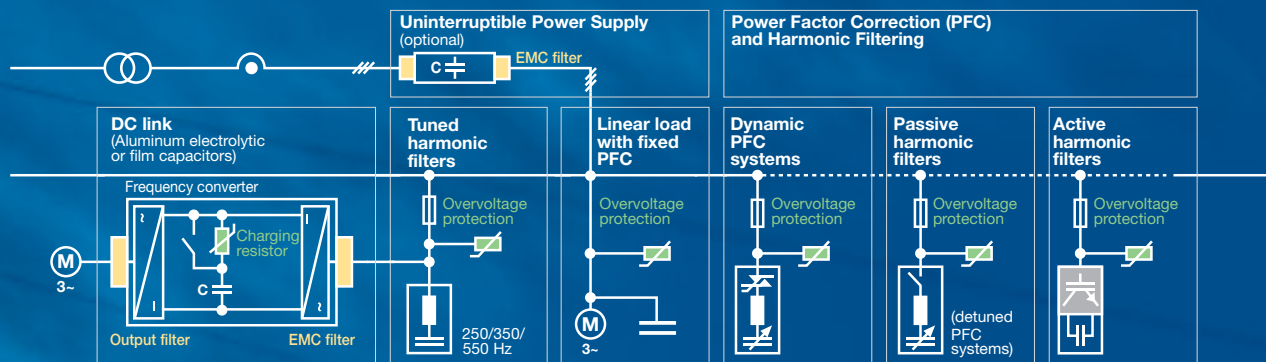 Uninterruptible Power Supply
(optional)
C
EMC filter
Power Factor Correction (PFC)
and Harmonic Filtering
DC link
(Aluminum electrolytic
or film capacitors)
Frequency converter
~
Charging
resistor
C
~
M
3~
Output filter
EMC filter
Tuned
harmonic
filters
Overvoltage
protection
250/350/
550 Hz
Linear load
with fixed
PFC
Overvoltage
protection
M
3~
Dynamic
PFC
systems
Overvoltage
protection
Passive
harmonic
filters
Overvoltage
protection
(detuned
PFC
systems)
Active
harmonic
filters
Overvoltage
protection